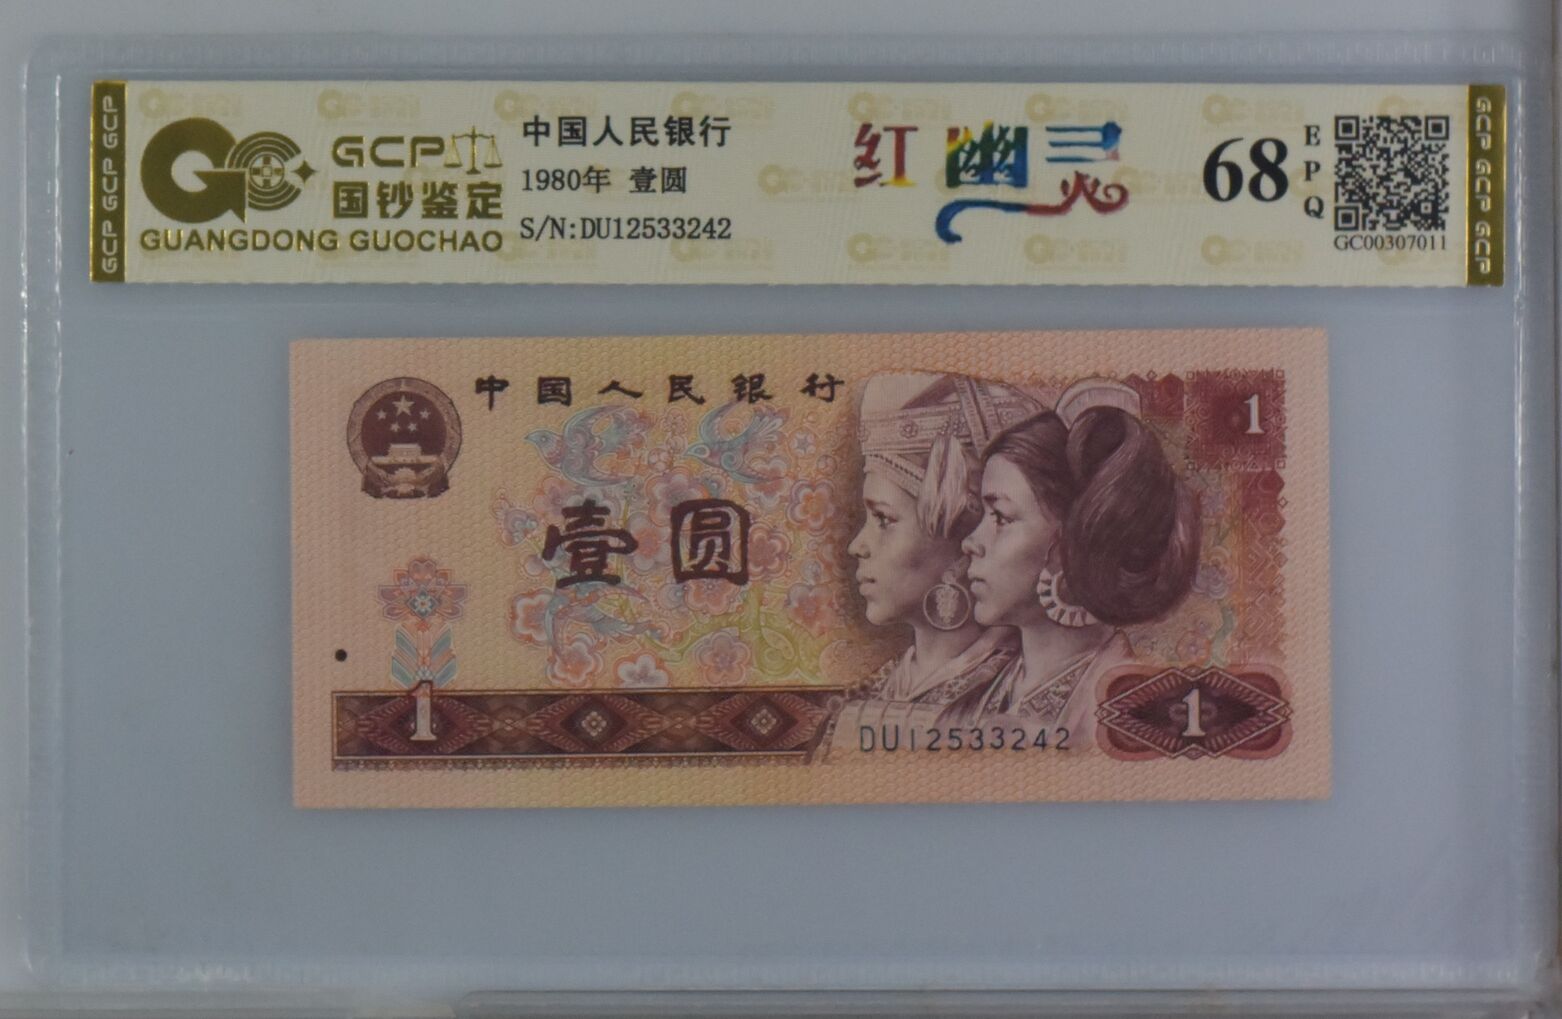 GCP GCP GCP
GCP
国钞鉴定
GUANGDONG GUOCHAO
中国人民银行
1980年 壹圆
S/N:DU12533242
红幽灵
68
EPQ
GC00307011
GCP GCP GCP
中国人民银行
1
壹圆
1
DU12533242
1